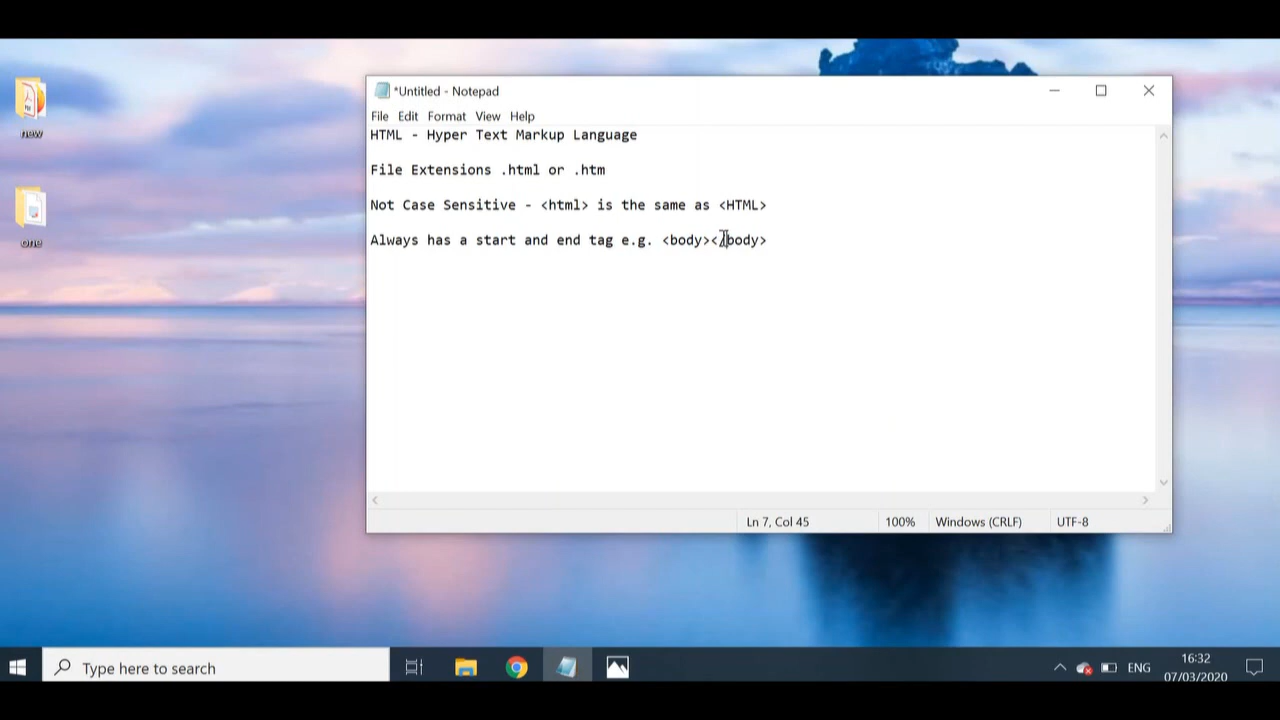 new
one
*Untitled - Notepad
File Edit Format View Help
HTML - Hyper Text Markup Language
File Extensions .html or .htm
Not Case Sensitive - <html> is the same as <HTML>
Always has a start and end tag e.g. <body></body>
Ln 7, Col 45 100% Windows (CRLF) UTF-8
Type here to search
ENG
16:32
07/03/2020